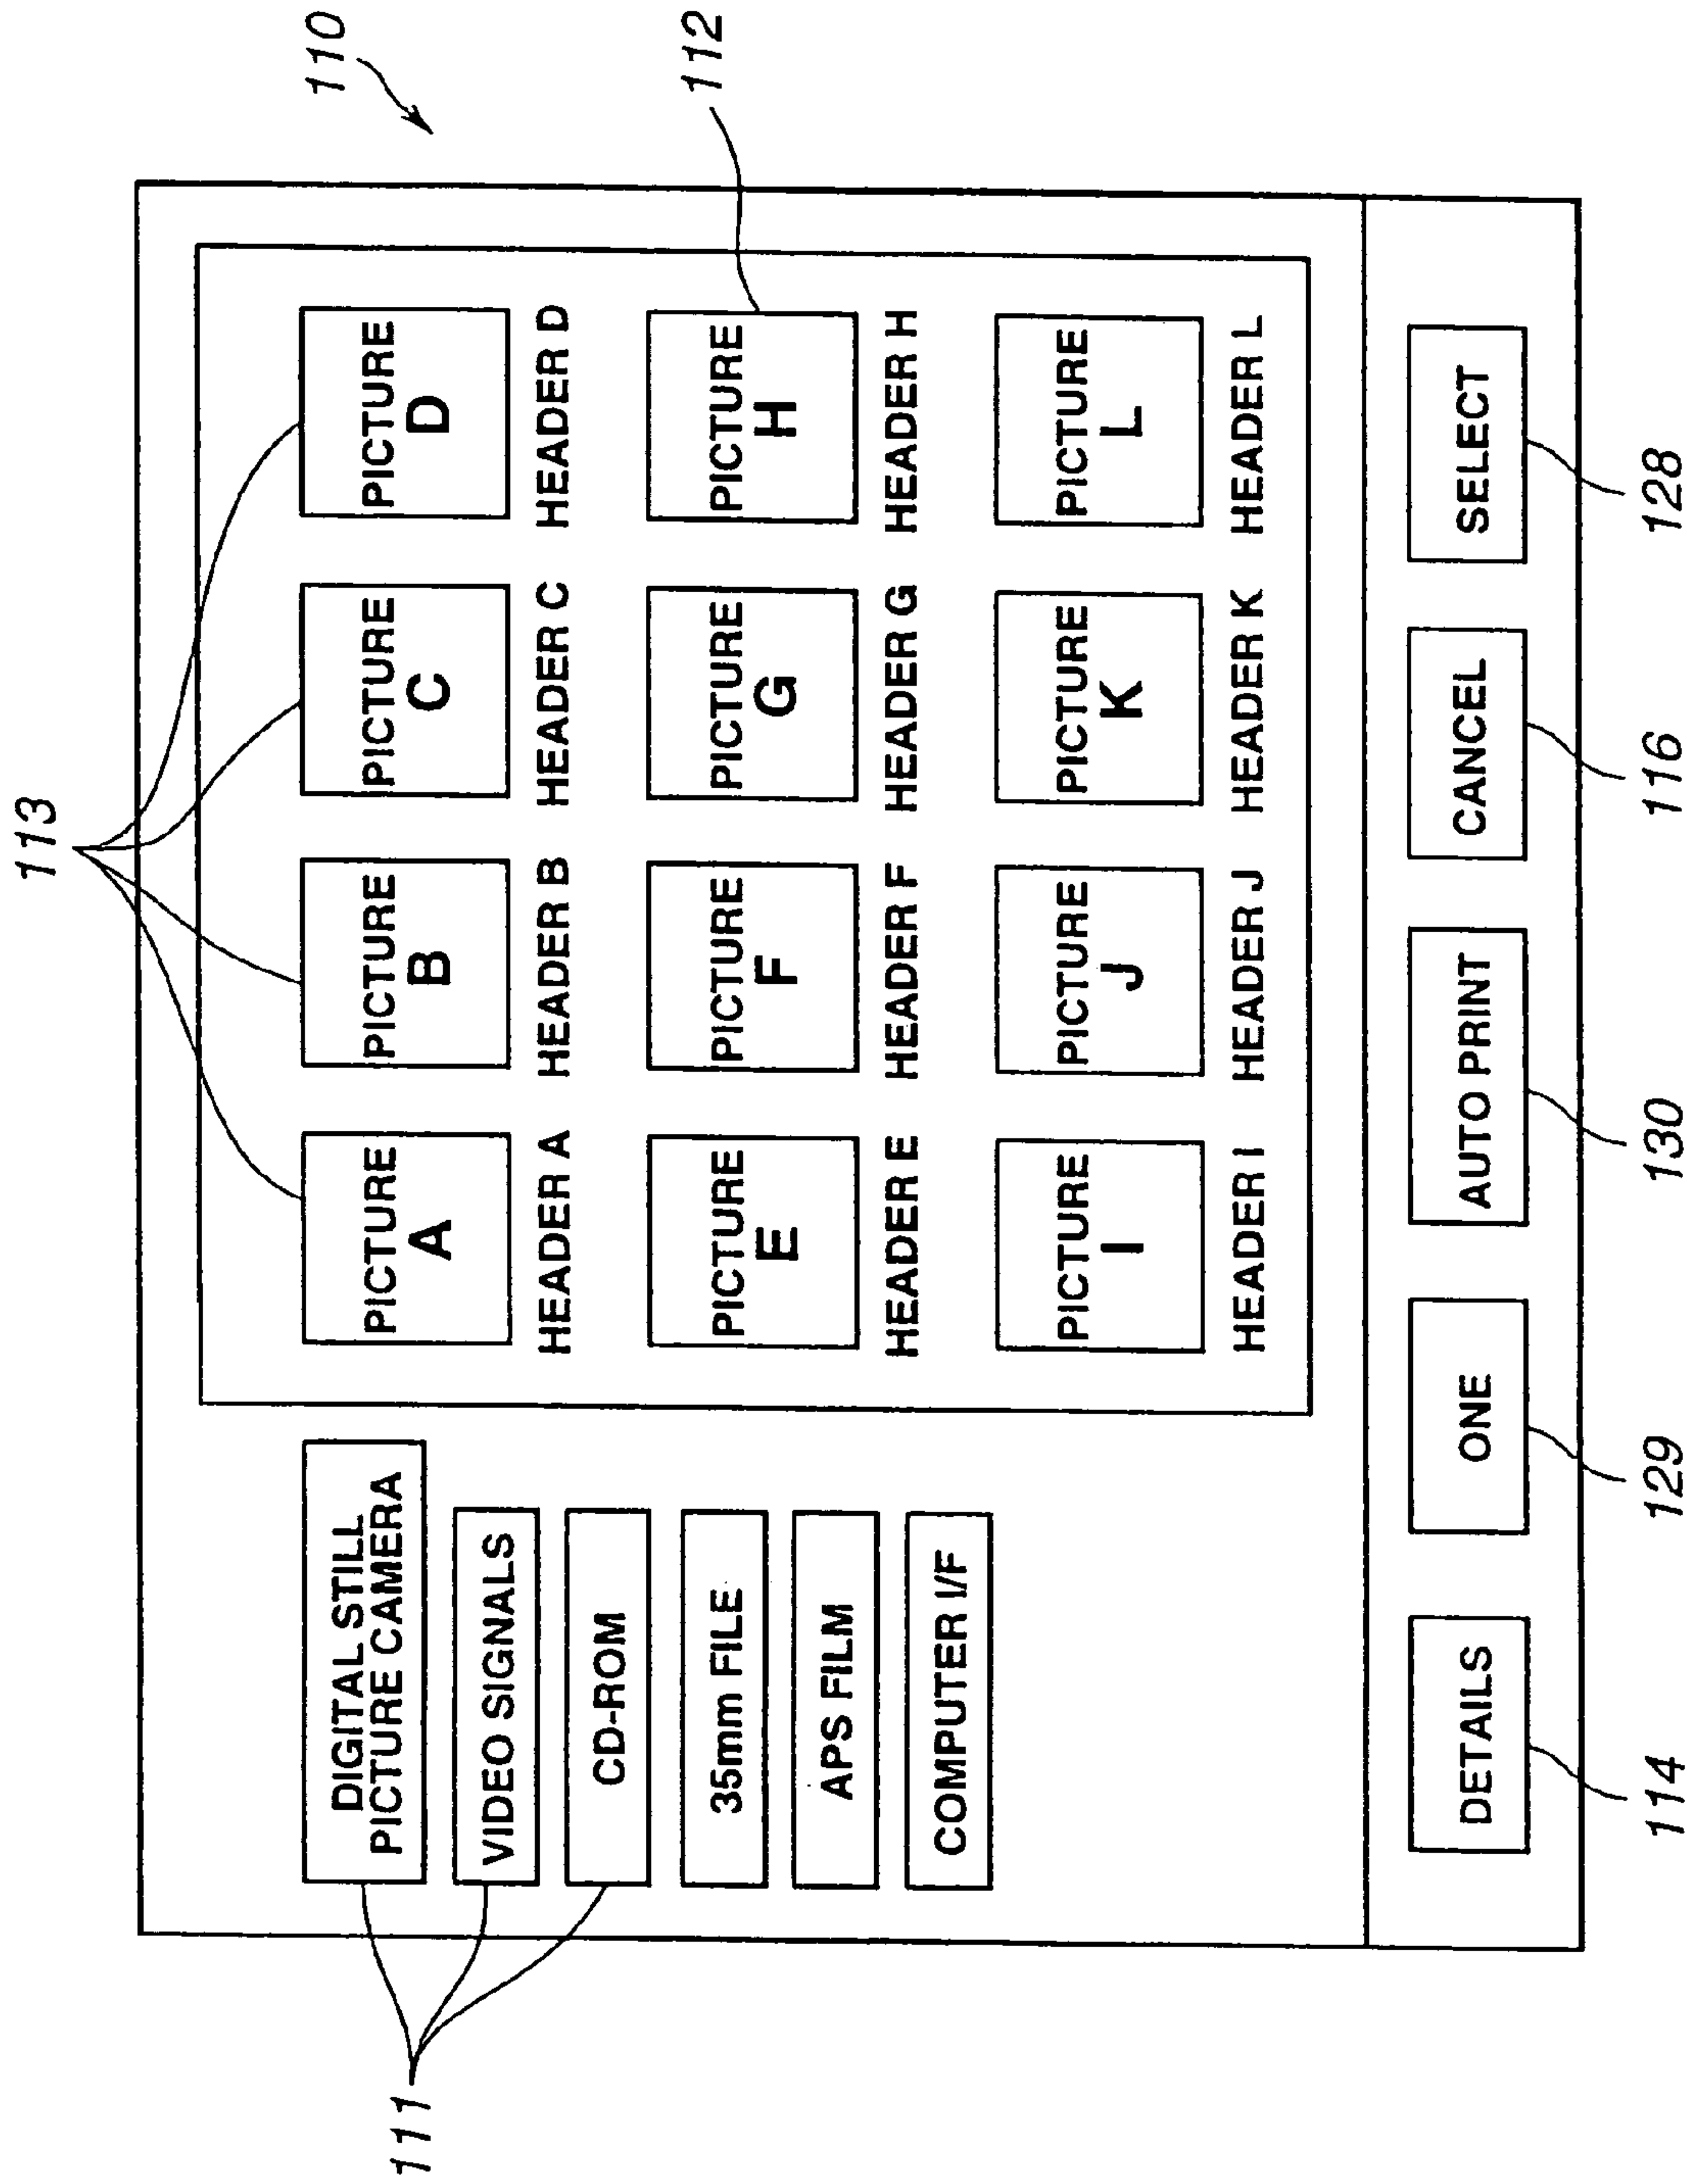 110
113
112
DIGITAL STILL
PICTURE CAMERA
VIDEO SIGNALS
CD-ROM
35mm FILE
APS FILM
COMPUTER I/F
111
PICTURE
A
PICTURE
B
PICTURE
C
PICTURE
D
HEADER A
HEADER B
HEADER C
HEADER D
PICTURE
E
PICTURE
F
PICTURE
G
PICTURE
H
HEADER E
HEADER F
HEADER G
HEADER H
PICTURE
I
PICTURE
J
PICTURE
K
PICTURE
L
HEADER I
HEADER J
HEADER K
HEADER L
DETAILS
ONE
AUTO PRINT
CANCEL
SELECT
114
129
130
116
128